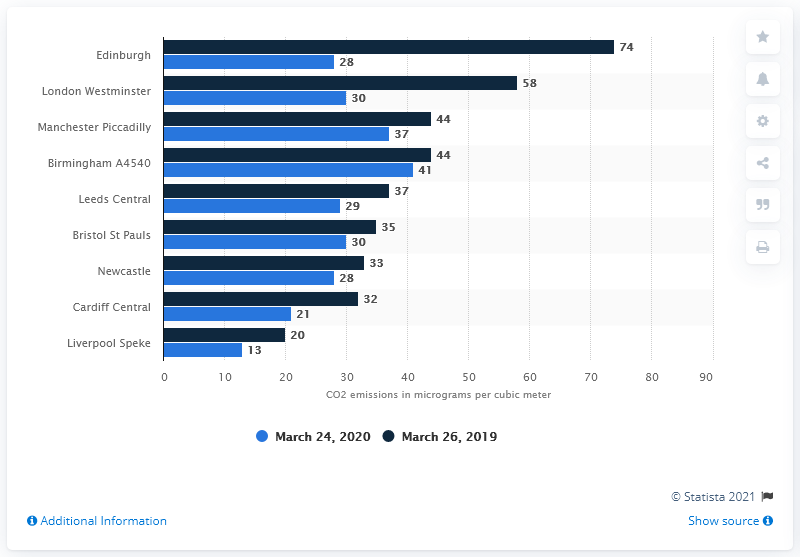 Edinburgh 74
28
London Westminster 58
30
Manchester Piccadilly 44
37
Birmingham A4540 44
41
Leeds Central 37
29
Bristol St Pauls 35
30
Newcastle 33
28
Cardiff Central 32
21
Liverpool Speke 20
13
0 10 20 30 40 50 60 70 80 90
CO2 emissions in micrograms per cubic meter
March 24, 2020 March 26, 2019
© Statista 2021
Additional Information Show source